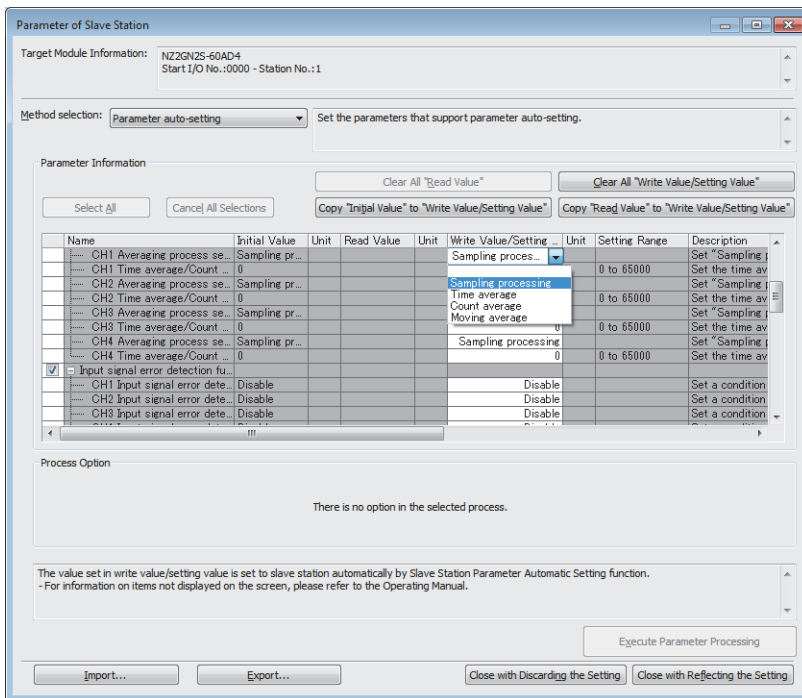 Parameter of Slave Station
Target Module Information:
NZ2GN2S-60AD4
Start I/O No.:0000 - Station No.:1
Method selection: Parameter auto-setting
Set the parameters that support parameter auto-setting.
Parameter Information
Clear All "Read Value" Clear All "Write Value/Setting Value"
Select All Cancel All Selections Copy "Initial Value" to "Write Value/Setting Value" Copy "Read Value" to "Write Value/Setting Value"
Name Initial Value Unit Read Value Unit Write Value/Setting ... Unit Setting Range Description
CH1 Averaging process se... Sampling pr... Sampling proces... Set "Sampling p
CH1 Time average/Count ... 0 0 to 65000 Set the time av
Sampling processing
CH2 Averaging process se... Sampling pr... Set "Sampling p
Time average
CH2 Time average/Count ... 0 0 to 65000 Set the time av
Count average
CH3 Averaging process se... Sampling pr... Set "Sampling p
Moving average
CH3 Time average/Count ... 0 0 0 to 65000 Set the time av
CH4 Averaging process se... Sampling pr... Sampling processing Set "Sampling p
CH4 Time average/Count ... 0 0 0 to 65000 Set the time av
Input signal error detection fu...
CH1 Input signal error dete... Disable Disable Set a condition
CH2 Input signal error dete... Disable Disable Set a condition
CH3 Input signal error dete... Disable Disable Set a condition
Process Option
There is no option in the selected process.
The value set in write value/setting value is set to slave station automatically by Slave Station Parameter Automatic Setting function.
- For information on items not displayed on the screen, please refer to the Operating Manual.
Execute Parameter Processing
Import... Export... Close with Discarding the Setting Close with Reflecting the Setting